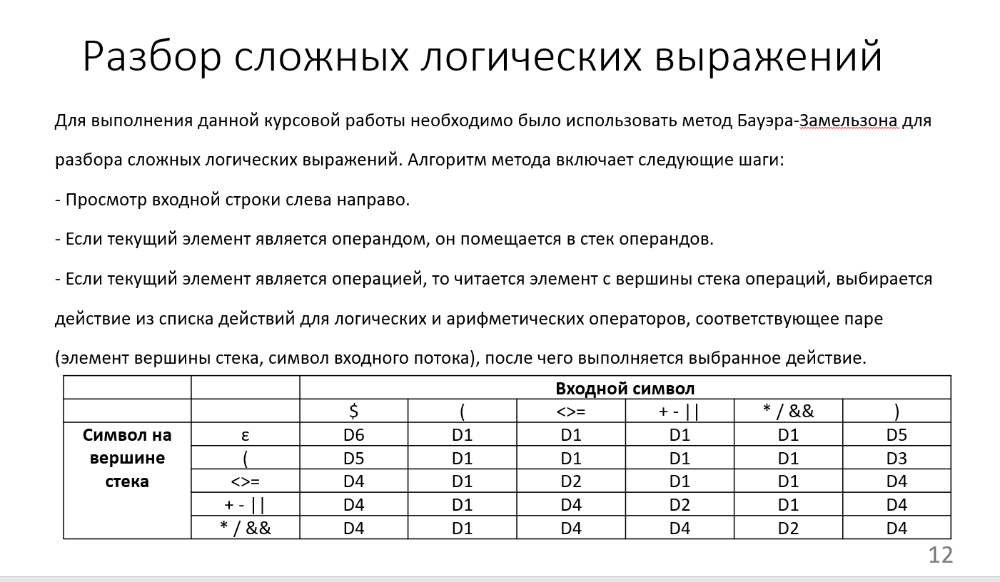 Разбор сложных логических выражений
Для выполнения данной курсовой работы необходимо было использовать метод Бауэра-Замельзона для
разбора сложных логических выражений. Алгоритм метода включает следующие шаги:
- Просмотр входной строки слева направо.
- Если текущий элемент является операндом, он помещается в стек операндов.
- Если текущий элемент является операцией, то читается элемент с вершины стека операций, выбирается
действие из списка действий для логических и арифметических операторов, соответствующее паре
(элемент вершины стека, символ входного потока), после чего выполняется выбранное действие.
Входной символ
$ ( <>= + - || * / && )
Символ на вершине стека
ε D6 D1 D1 D1 D1 D5
( D5 D1 D1 D1 D1 D3
<>= D4 D1 D2 D1 D1 D4
+ - || D4 D1 D4 D2 D1 D4
* / && D4 D1 D4 D4 D2 D4
12